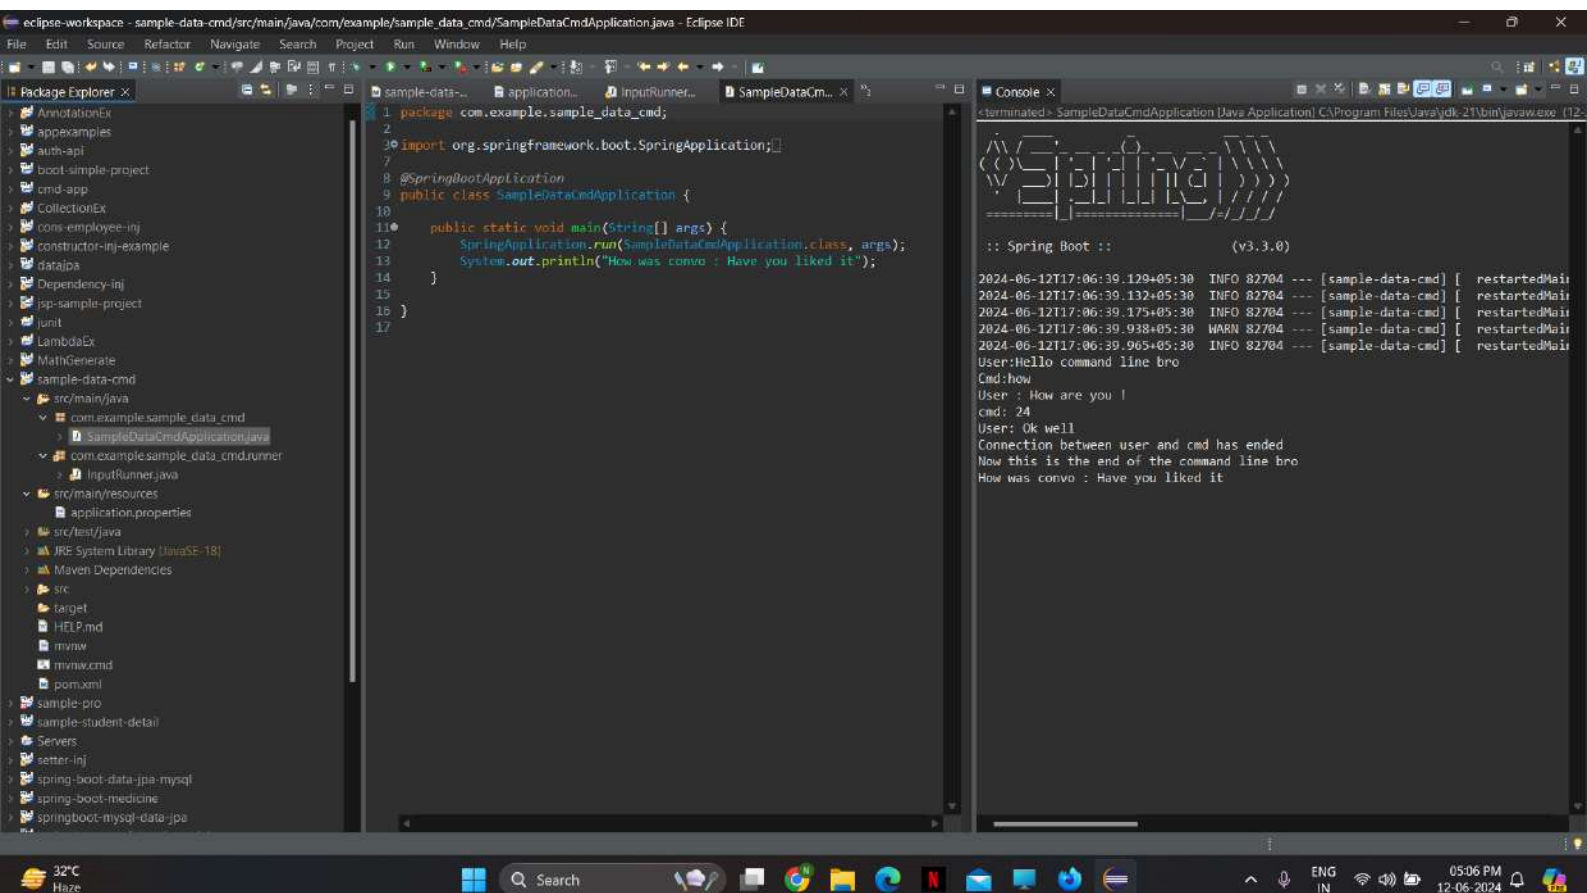 eclipse-workspace - sample-data-cmd/src/main/java/com/example/sample_data_cmd/SampleDataCmdApplication.java - Eclipse IDE
File Edit Source Refactor Navigate Search Project Run Window Help
Package Explorer
AnnotationEx
appexamples
auth-api
boot-simple-project
cmd-app
CollectionEx
cons-employee-inj
constructor-inj-example
datajpa
Dependency-inj
jsp-sample-project
junit
LambdaEx
MathGenerate
sample-data-cmd
src/main/java
com.example.sample_data_cmd
SampleDataCmdApplication.java
com.example.sample_data_cmd.runner
InputRunner.java
src/main/resources
application.properties
src/test/java
JRE System Library [JavaSE-18]
Maven Dependencies
src
target
HELP.md
mvnw
mvnw.cmd
pom.xml
sample-pro
sample-student-detail
Servers
setter-inj
spring-boot-data-jpa-mysql
spring-boot-medicine
springboot-mysql-data-jpa
sample-data-... application... InputRunner... SampleDataCm...
1 package com.example.sample_data_cmd;
2
3 import org.springframework.boot.SpringApplication;
7
8 @SpringBootApplication
9 public class SampleDataCmdApplication {
10
11 public static void main(String[] args) {
12 SpringApplication.run(SampleDataCmdApplication.class, args);
13 System.out.println("How was convo : Have you liked it");
14 }
15
16 }
17
Console
<terminated> SampleDataCmdApplication [Java Application] C:\Program Files\Java\jdk-21\bin\javaw.exe (12-
Spring
:: Spring Boot :: (v3.3.0)
2024-06-12T17:06:39.129+05:30 INFO 82704 --- [sample-data-cmd] [ restartedMain
2024-06-12T17:06:39.132+05:30 INFO 82704 --- [sample-data-cmd] [ restartedMain
2024-06-12T17:06:39.175+05:30 INFO 82704 --- [sample-data-cmd] [ restartedMain
2024-06-12T17:06:39.938+05:30 WARN 82704 --- [sample-data-cmd] [ restartedMain
2024-06-12T17:06:39.965+05:30 INFO 82704 --- [sample-data-cmd] [ restartedMain
User:Hello command line bro
Cmd:how
User : How are you !
cmd: 24
User: Ok well
Connection between user and cmd has ended
Now this is the end of the command line bro
How was convo : Have you liked it
32°C
Haze
Search
ENG
IN
05:06 PM
12-06-2024